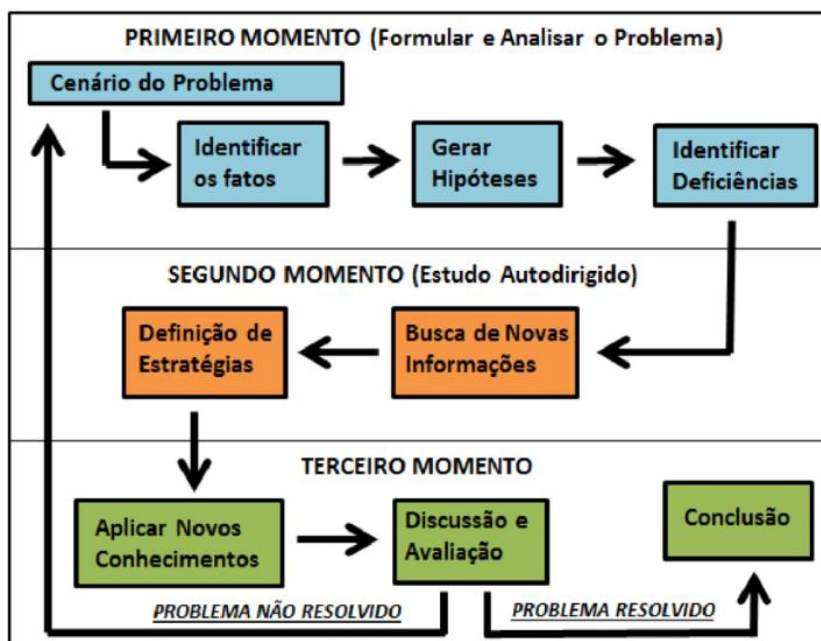 PRIMEIRO MOMENTO (Formular e Analisar o Problema)
Cenário do Problema
Identificar
os fatos
Gerar
Hipóteses
Identificar
Deficiências
SEGUNDO MOMENTO (Estudo Autodirigido)
Definição de
Estratégias
Busca de Novas
Informações
TERCEIRO MOMENTO
Aplicar Novos
Conhecimentos
Discussão e
Avaliação
Conclusão
PROBLEMA NÃO RESOLVIDO
PROBLEMA RESOLVIDO